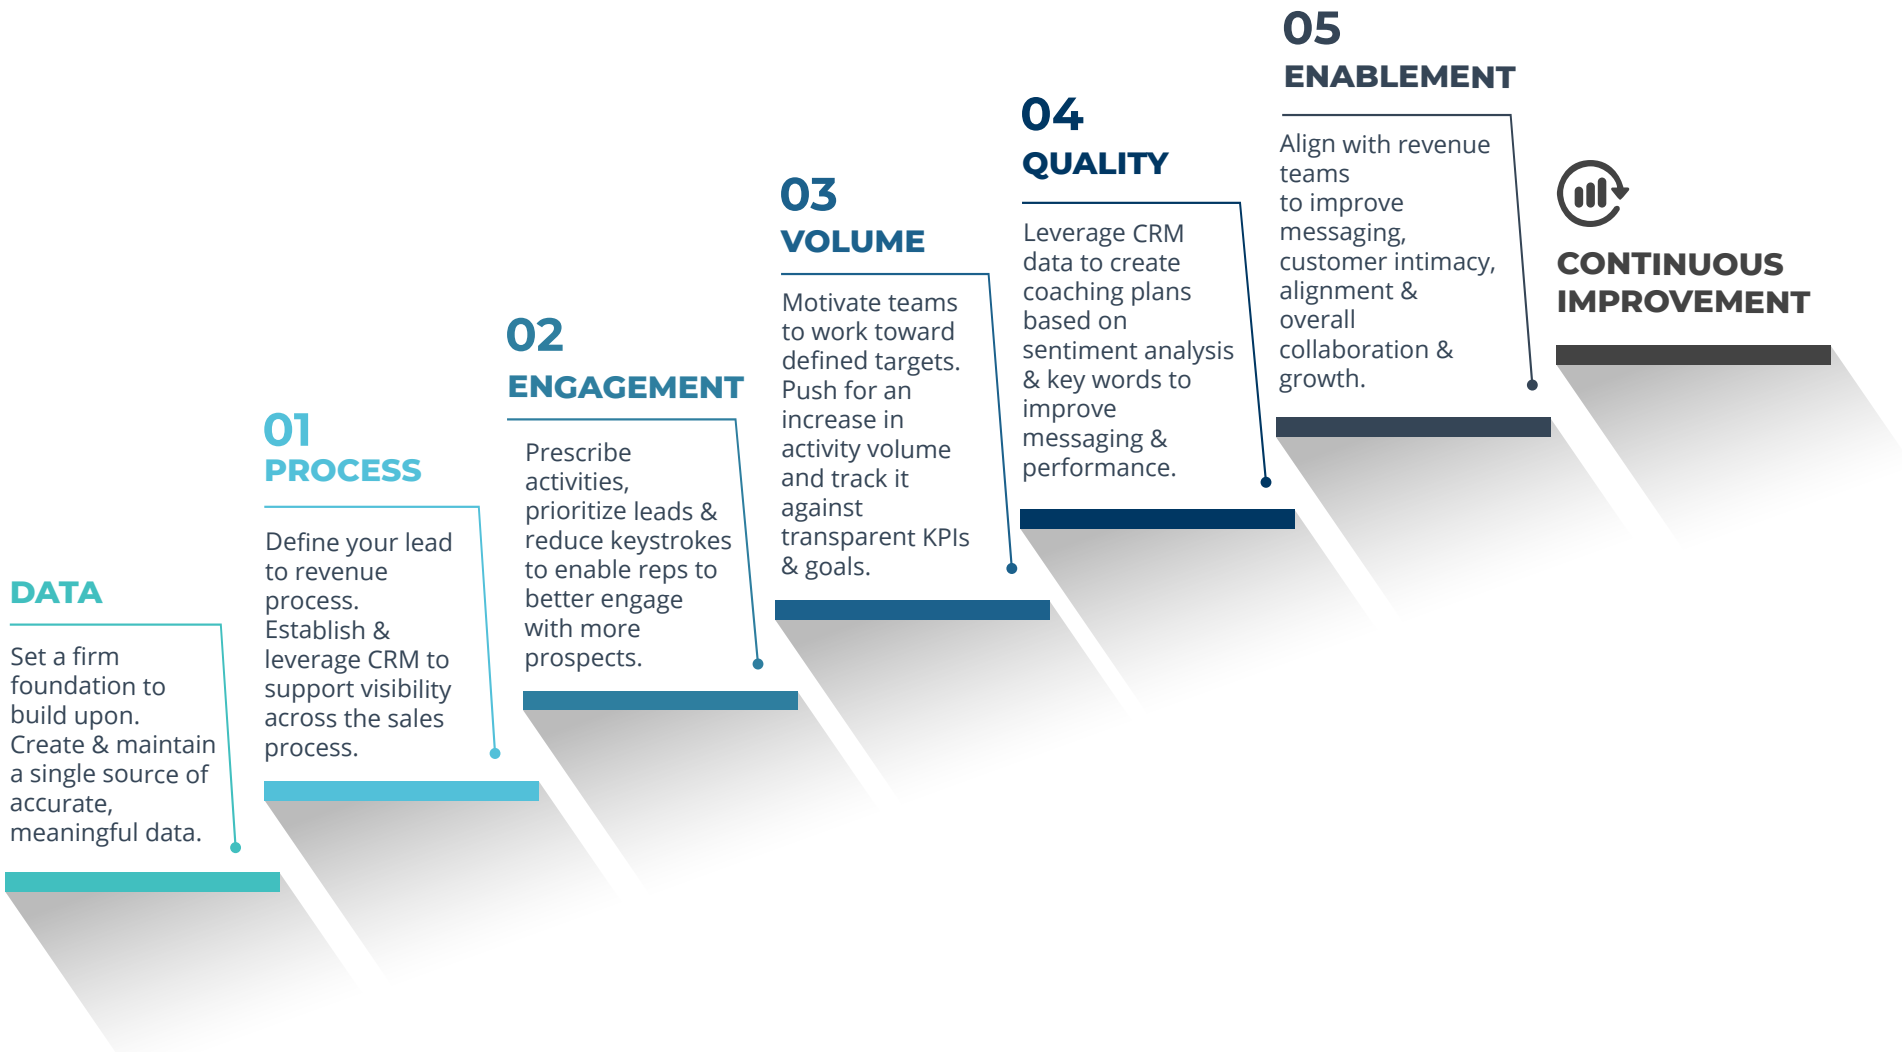 DATA
Set a firm
foundation to
build upon.
Create & maintain
a single source of
accurate,
meaningful data.
01
PROCESS
Define your lead
to revenue
process.
Establish &
leverage CRM to
support visibility
across the sales
process.
02
ENGAGEMENT
Prescribe
activities,
prioritize leads &
reduce keystrokes
to enable reps to
better engage
with more
prospects.
03
VOLUME
Motivate teams
to work toward
defined targets.
Push for an
increase in
activity volume
and track it
against
transparent KPIs
& goals.
04
QUALITY
Leverage CRM
data to create
coaching plans
based on
sentiment analysis
& key words to
improve
messaging &
performance.
05
ENABLEMENT
Align with revenue
teams
to improve
messaging,
customer intimacy,
alignment &
overall
collaboration &
growth.
CONTINUOUS
IMPROVEMENT